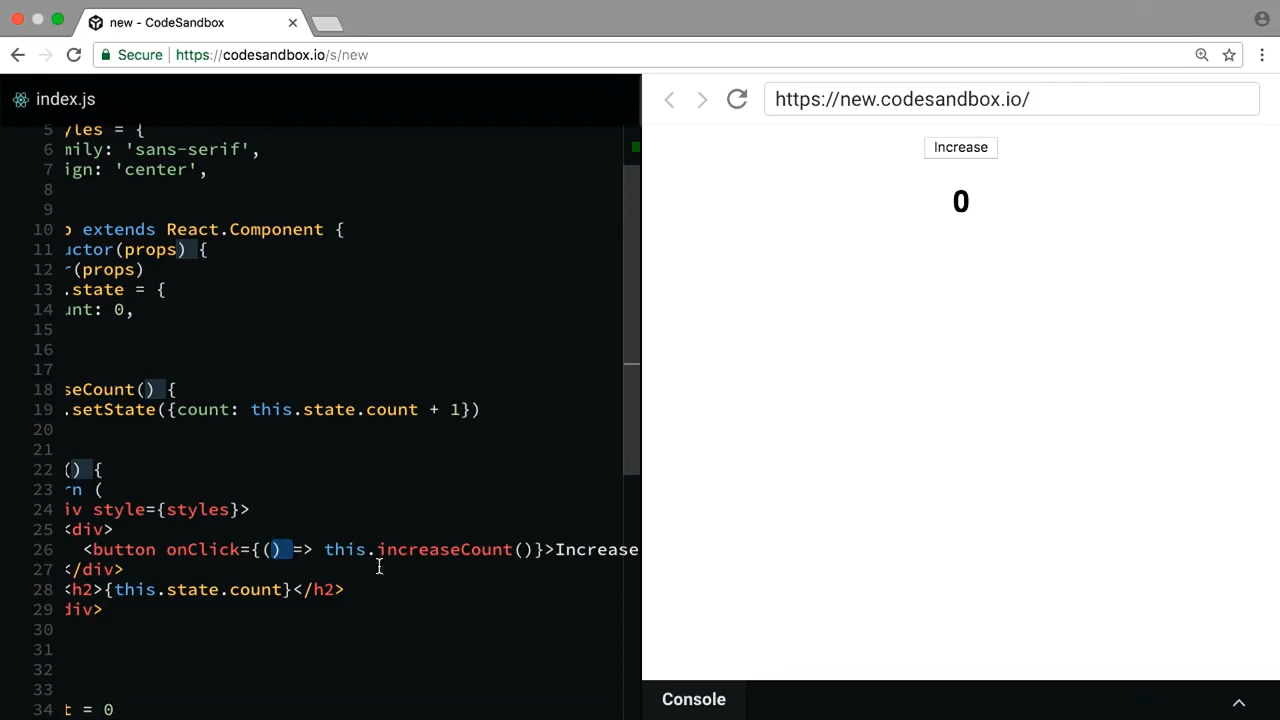 new - CodeSandbox
Secure https://codesandbox.io/s/new
index.js
https://new.codesandbox.io/
5 yles = {
6 mily: 'sans-serif',
7 ign: 'center',
8
9
10 p extends React.Component {
11 uctor(props) {
12 r(props)
13 .state = {
14 unt: 0,
15
16
17
18 seCount() {
19 .setState({count: this.state.count + 1})
20
21
22 () {
23 rn (
24 iv style={styles}>
25 <div>
26 <button onClick={() => this.increaseCount()}>Increase
27 </div>
28 <h2>{this.state.count}</h2>
29 div>
30
31
32
33
34 t = 0
Increase
0
Console